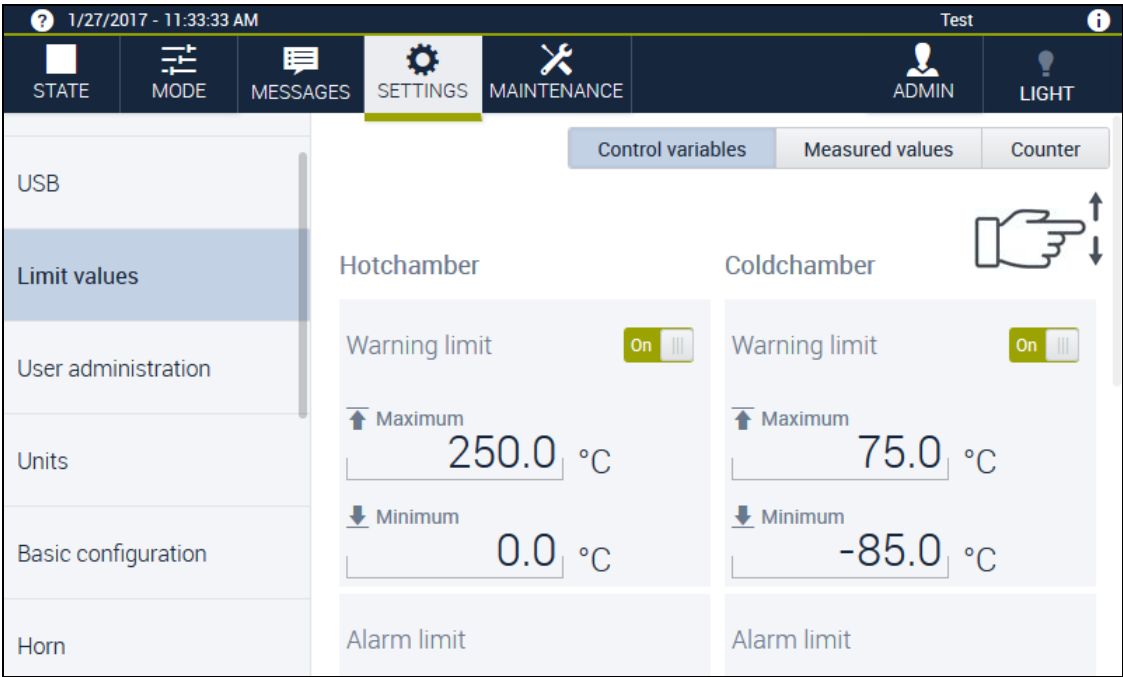 ? 1/27/2017 - 11:33:33 AM Test i
STATE MODE MESSAGES SETTINGS MAINTENANCE ADMIN LIGHT
Control variables Measured values Counter
USB
Limit values
User administration
Units
Basic configuration
Horn
Hotchamber
Warning limit On
Maximum
250.0 °C
Minimum
0.0 °C
Alarm limit
Coldchamber
Warning limit On
Maximum
75.0 °C
Minimum
-85.0 °C
Alarm limit